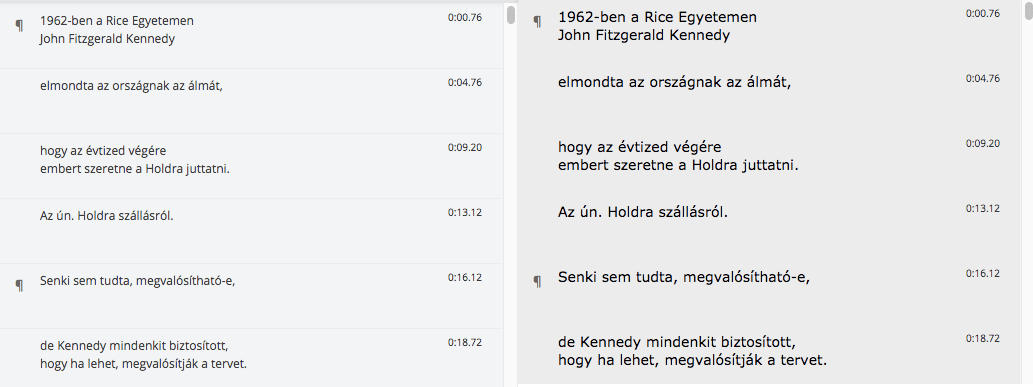 ¶ 1962-ben a Rice Egyetemen 0:00.76
John Fitzgerald Kennedy
elmondta az országnak az álmát, 0:04.76
hogy az évtized végére 0:09.20
embert szeretne a Holdra juttatni.
Az ún. Holdra szállásról. 0:13.12
¶ Senki sem tudta, megvalósítható-e, 0:16.12
de Kennedy mindenkit biztosított, 0:18.72
hogy ha lehet, megvalósítják a tervet.
¶ 1962-ben a Rice Egyetemen 0:00.76
John Fitzgerald Kennedy
elmondta az országnak az álmát, 0:04.76
hogy az évtized végére 0:09.20
embert szeretne a Holdra juttatni.
Az ún. Holdra szállásról. 0:13.12
¶ Senki sem tudta, megvalósítható-e, 0:16.12
de Kennedy mindenkit biztosított, 0:18.72
hogy ha lehet, megvalósítják a tervet.